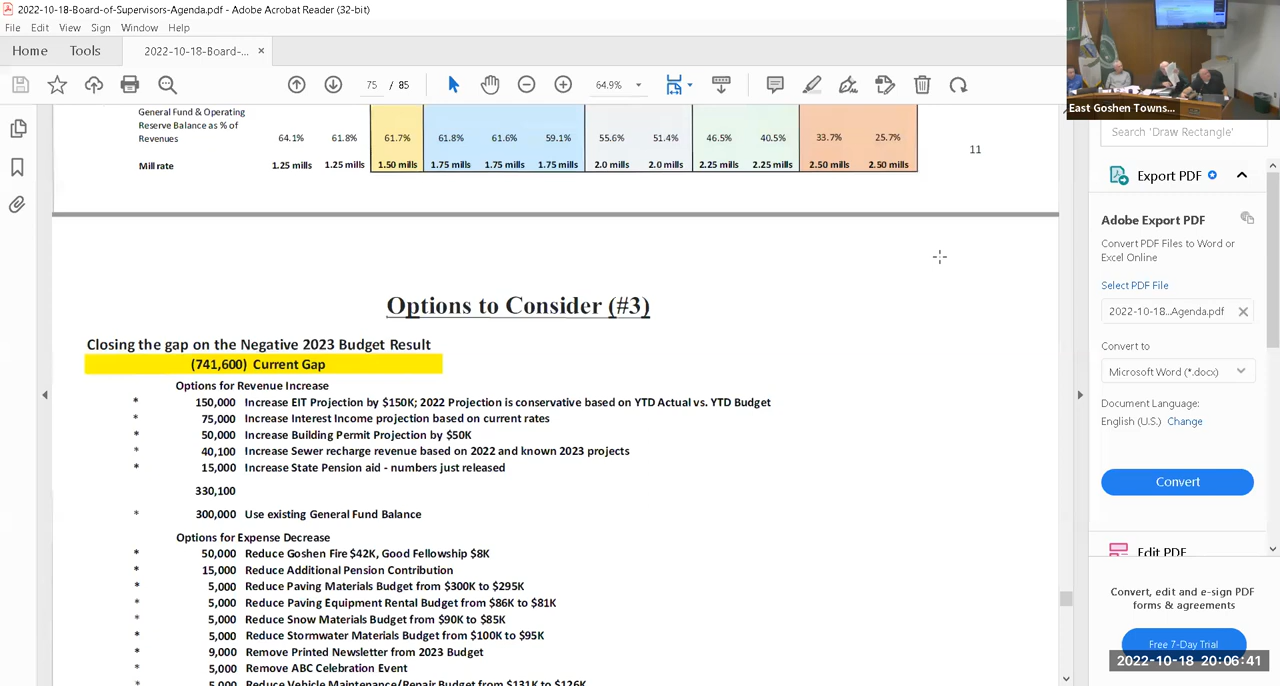 2022-10-18-Board-of-Supervisors-Agenda.pdf - Adobe Acrobat Reader (32-bit)
File Edit View Sign Window Help
Home Tools 2022-10-18-Board-... ×
75 / 85 64.9%
East Goshen Towns...
Search 'Draw Rectangle'
General Fund & Operating
Reserve Balance as % of
Revenues 64.1% 61.8% 61.7% 61.8% 61.6% 59.1% 55.6% 51.4% 46.5% 40.5% 33.7% 25.7%
Mill rate 1.25 mills 1.25 mills 1.50 mills 1.75 mills 1.75 mills 1.75 mills 2.0 mills 2.0 mills 2.25 mills 2.25 mills 2.50 mills 2.50 mills
11
Options to Consider (#3)
Closing the gap on the Negative 2023 Budget Result
(741,600) Current Gap
Options for Revenue Increase
* 150,000 Increase EIT Projection by $150K; 2022 Projection is conservative based on YTD Actual vs. YTD Budget
* 75,000 Increase Interest Income projection based on current rates
* 50,000 Increase Building Permit Projection by $50K
* 40,100 Increase Sewer recharge revenue based on 2022 and known 2023 projects
* 15,000 Increase State Pension aid - numbers just released
330,100
* 300,000 Use existing General Fund Balance
Options for Expense Decrease
* 50,000 Reduce Goshen Fire $42K, Good Fellowship $8K
* 15,000 Reduce Additional Pension Contribution
* 5,000 Reduce Paving Materials Budget from $300K to $295K
* 5,000 Reduce Paving Equipment Rental Budget from $86K to $81K
* 5,000 Reduce Snow Materials Budget from $90K to $85K
* 5,000 Reduce Stormwater Materials Budget from $100K to $95K
* 9,000 Remove Printed Newsletter from 2023 Budget
* 5,000 Remove ABC Celebration Event
* 5,000 Reduce Vehicle Maintenance/Repair Budget from $131K to $126K
Export PDF
Adobe Export PDF
Convert PDF Files to Word or
Excel Online
Select PDF File
2022-10-18...Agenda.pdf
Convert to
Microsoft Word (*.docx)
Document Language:
English (U.S.) Change
Convert
Edit PDF
Convert, edit and e-sign PDF
forms & agreements
Free 7-Day Trial
2022-10-18 20:06:41